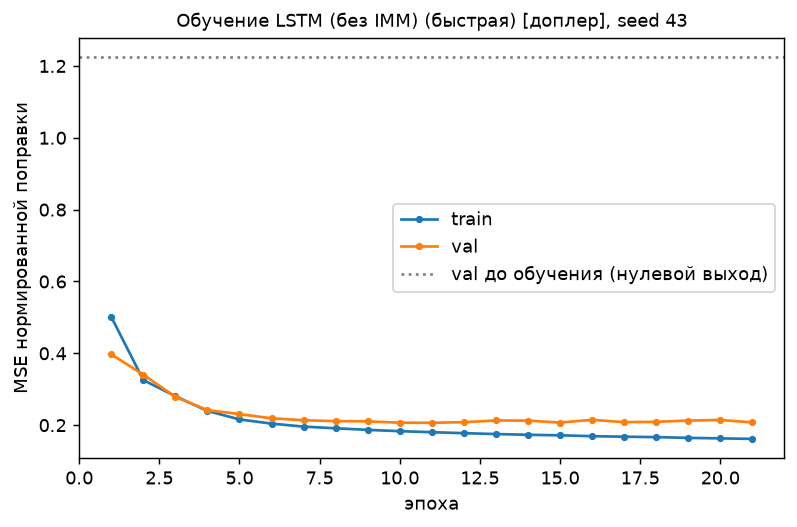 Обучение LSTM (без IMM) (быстрая) [доплер], seed 43
MSE нормированной поправки
1.2
1.0
0.8
0.6
0.4
0.2
train
val
val до обучения (нулевой выход)
0.0 2.5 5.0 7.5 10.0 12.5 15.0 17.5 20.0
эпоха